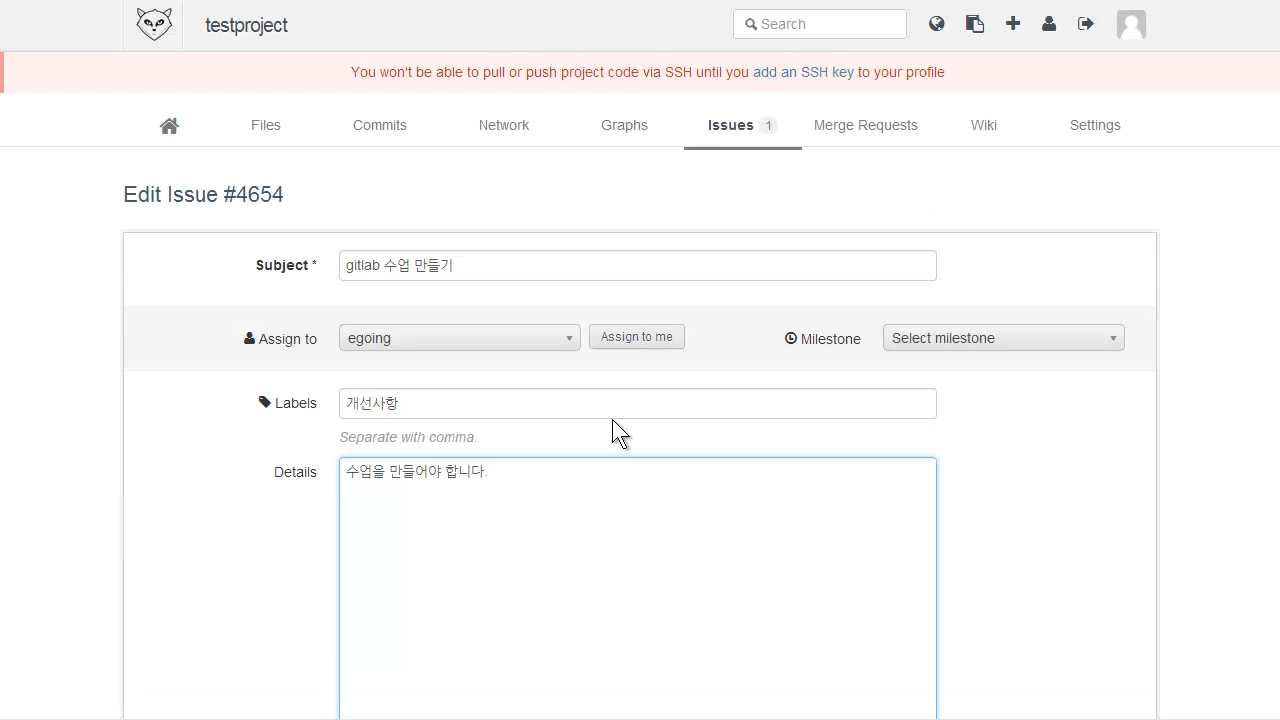 testproject
Search
You won't be able to pull or push project code via SSH until you add an SSH key to your profile
Files Commits Network Graphs Issues 1 Merge Requests Wiki Settings
Edit Issue #4654
Subject * gitlab 수업 만들기
Assign to egoing Assign to me Milestone Select milestone
Labels 개선사항
Separate with comma.
Details 수업을 만들어야 합니다.